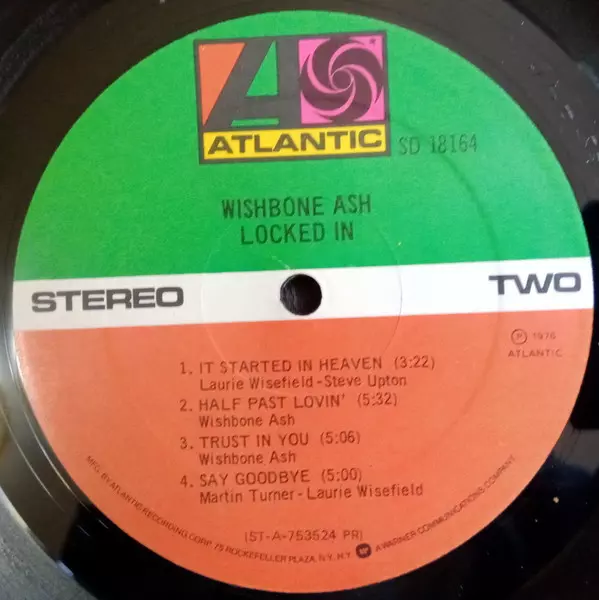 ATLANTIC
SD 18164
WISHBONE ASH
LOCKED IN
STEREO
TWO
℗ 1976
ATLANTIC
1. IT STARTED IN HEAVEN (3:22)
Laurie Wisefield-Steve Upton
2. HALF PAST LOVIN' (5:32)
Wishbone Ash
3. TRUST IN YOU (5:06)
Wishbone Ash
4. SAY GOODBYE (5:00)
Martin Turner-Laurie Wisefield
(ST-A-753524 PR)
MFG. BY ATLANTIC RECORDING CORP. 75 ROCKEFELLER PLAZA, N.Y., N.Y. A WARNER COMMUNICATIONS COMPANY